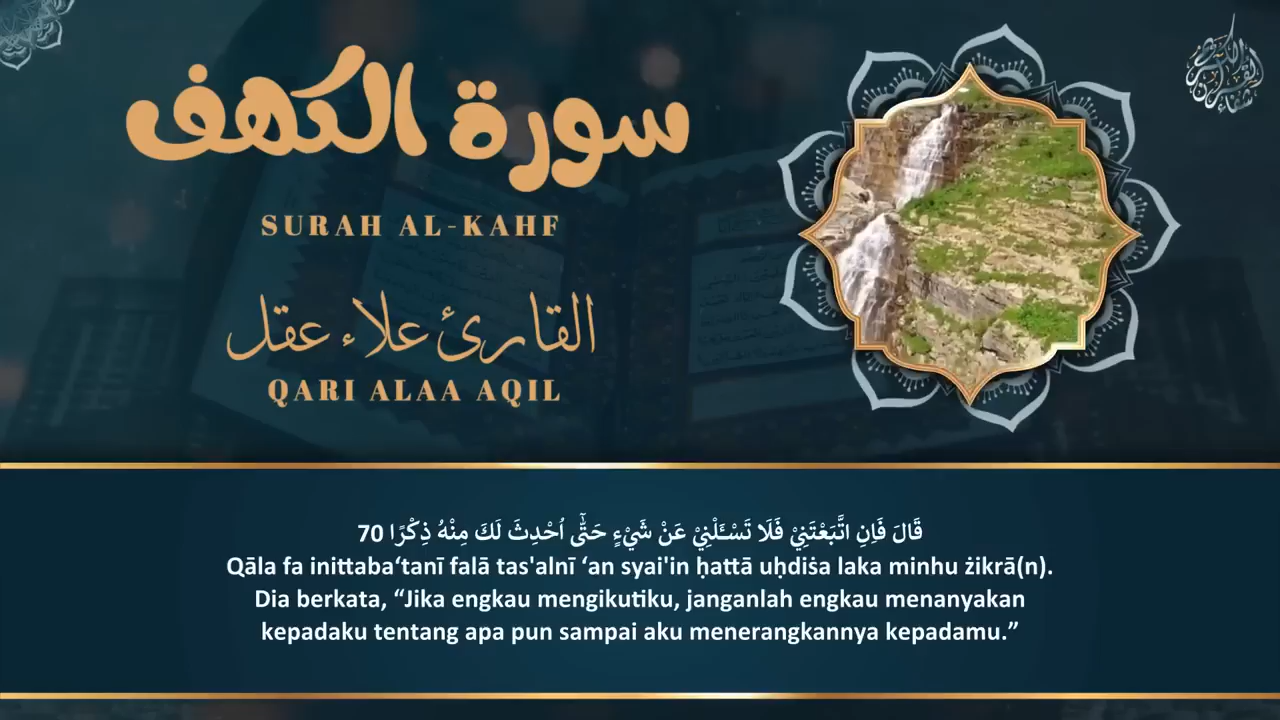 سورة الكهف
SURAH AL-KAHF
القارئ علاء عقل
QARI ALAA AQIL
قَالَ فَاِنِ اتَّبَعْتَنِيْ فَلَا تَسْـَٔلْنِيْ عَنْ شَيْءٍ حَتّٰٓى اُحْدِثَ لَكَ مِنْهُ ذِكْرًا 70
Qāla fa inittaba‘tanī falā tas'alnī ‘an syai'in ḥattā uḥdiṡa laka minhu żikrā(n).
Dia berkata, “Jika engkau mengikutiku, janganlah engkau menanyakan
kepadaku tentang apa pun sampai aku menerangkannya kepadamu.”